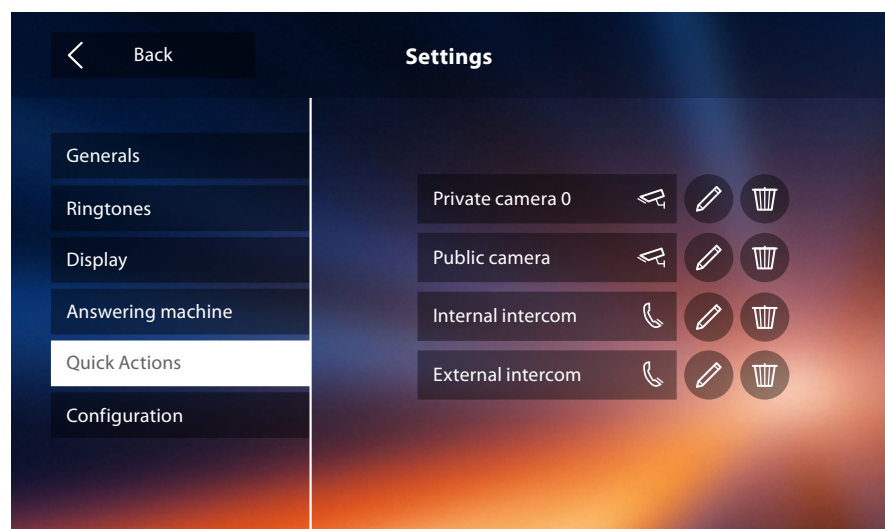 Back
Settings
Generals
Ringtones
Display
Answering machine
Quick Actions
Configuration
Private camera 0
Public camera
Internal intercom
External intercom